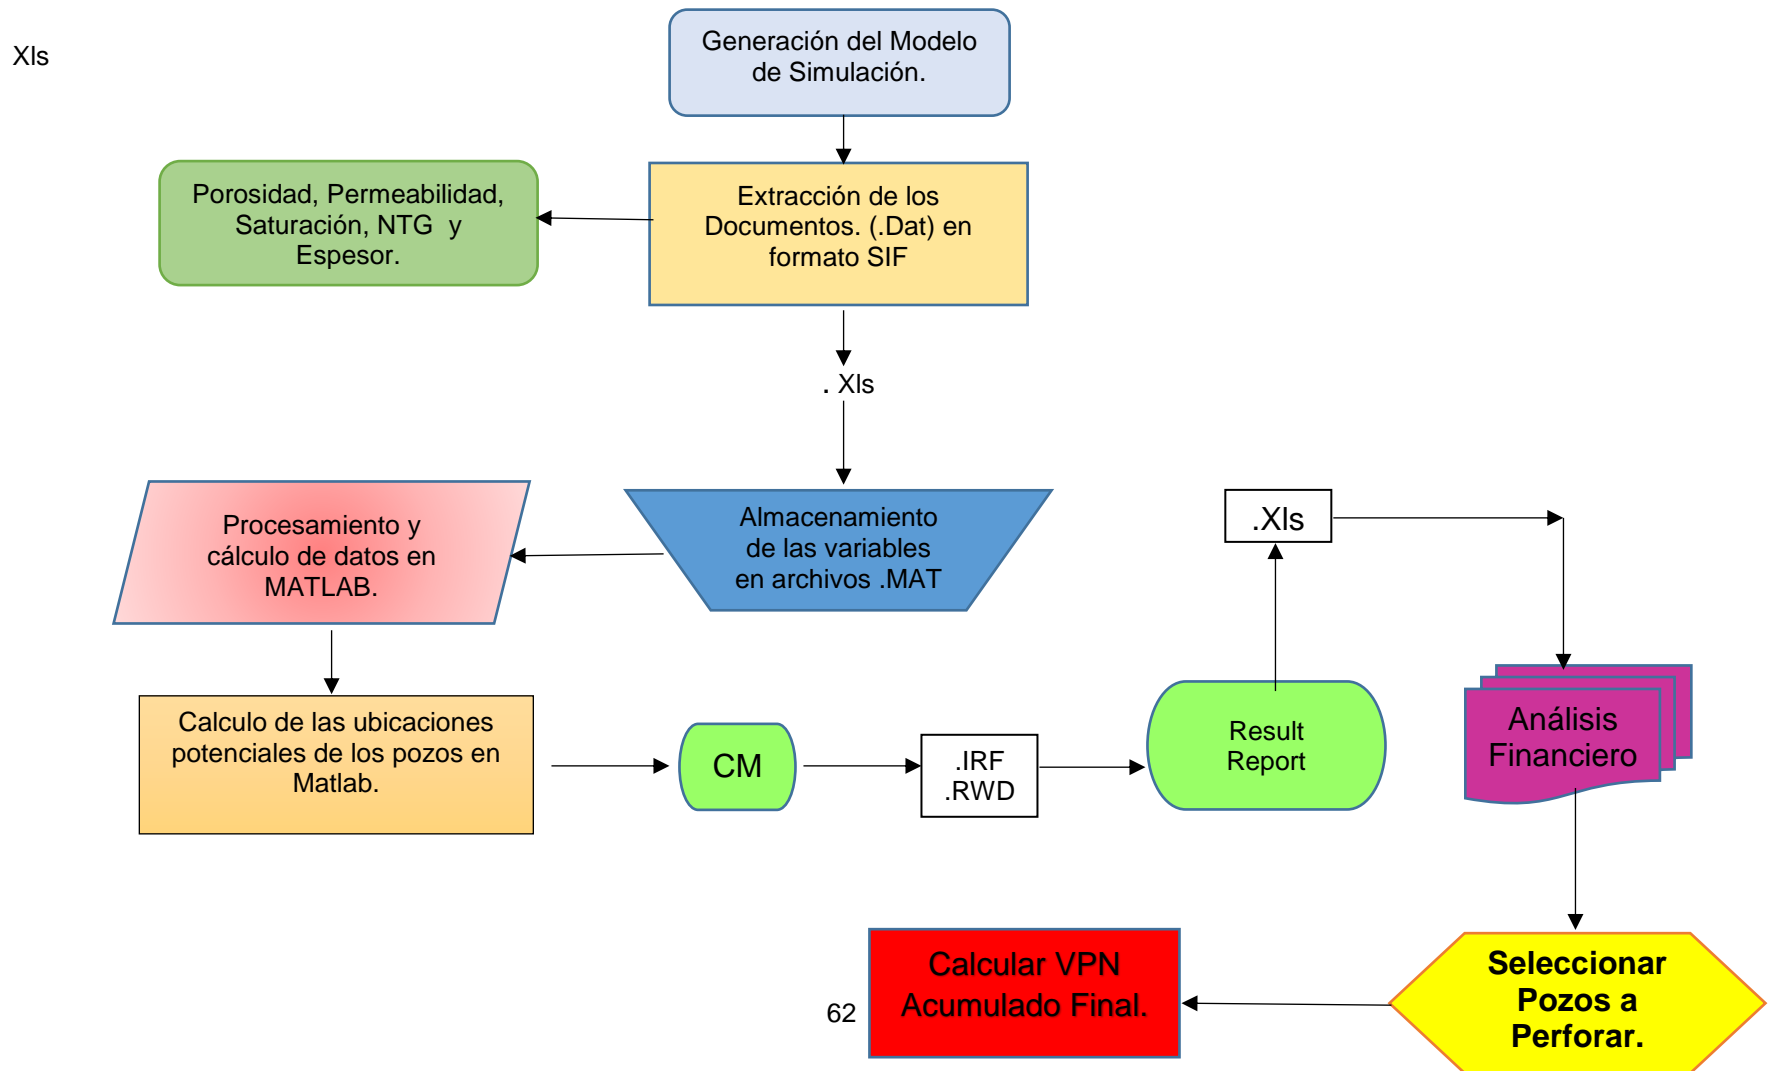 Xls
Generación del Modelo
de Simulación.
Porosidad, Permeabilidad,
Saturación, NTG y
Espesor.
Extracción de los
Documentos. (.Dat) en
formato SIF
. Xls
Procesamiento y
cálculo de datos en
MATLAB.
Almacenamiento
de las variables
en archivos .MAT
.Xls
Calculo de las ubicaciones
potenciales de los pozos en
Matlab.
CM
.IRF
.RWD
Result
Report
Análisis
Financiero
Seleccionar
Pozos a
Perforar.
Calcular VPN
Acumulado Final.
62